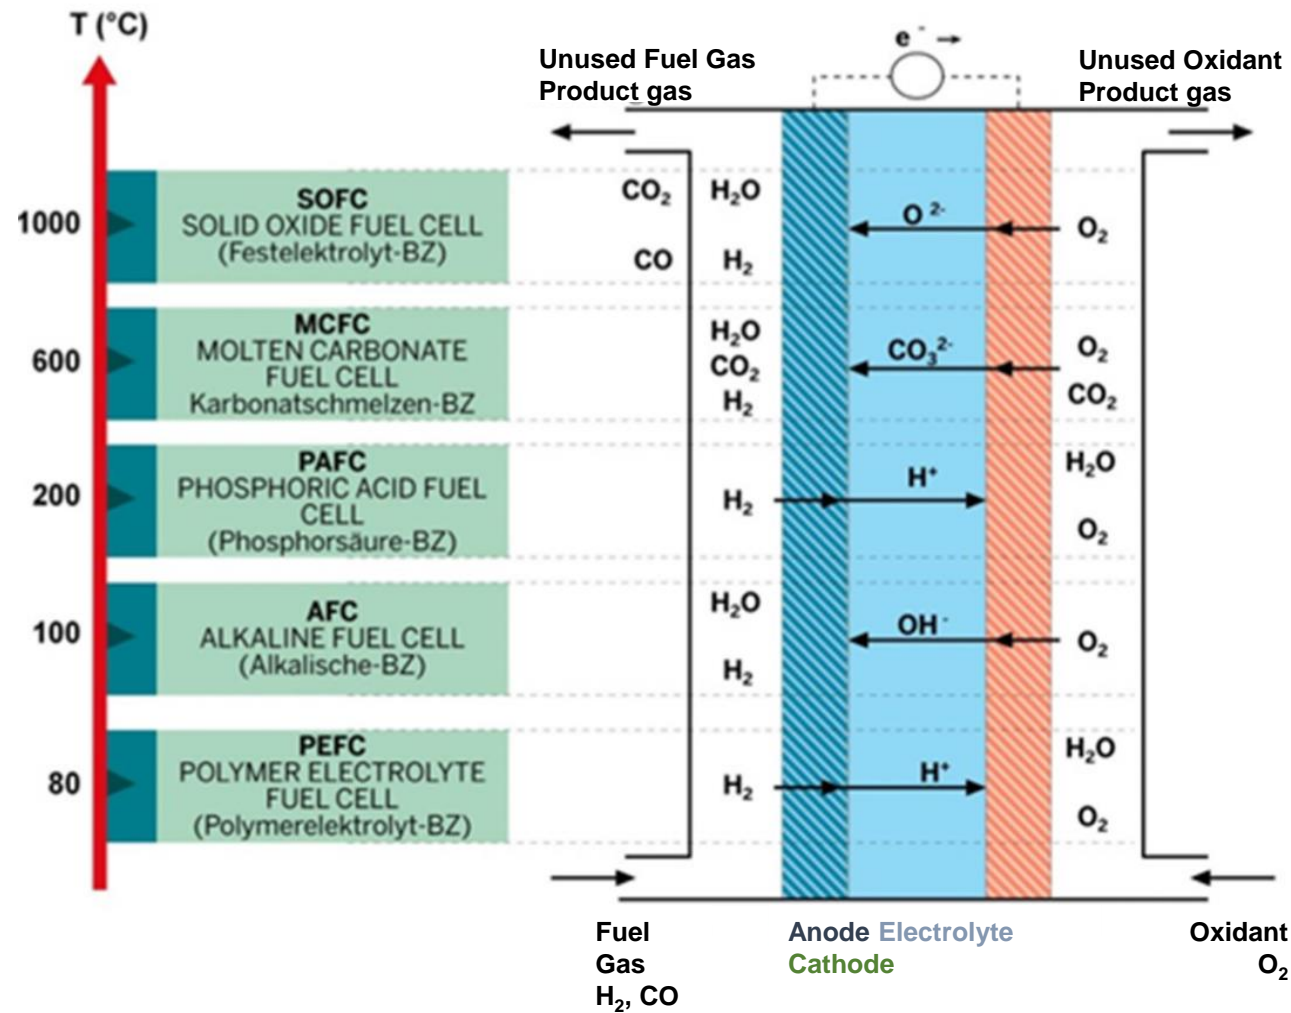 T (°C)
e⁻ →
Unused Fuel Gas
Product gas
Unused Oxidant
Product gas
1000
SOFC
SOLID OXIDE FUEL CELL
(Festelektrolyt-BZ)
CO₂
H₂O
CO
H₂
O²⁻
O₂
600
MCFC
MOLTEN CARBONATE
FUEL CELL
Karbonatschmelzen-BZ
H₂O
CO₂
H₂
CO₃²⁻
O₂
CO₂
200
PAFC
PHOSPHORIC ACID FUEL
CELL
(Phosphorsäure-BZ)
H₂
H⁺
H₂O
O₂
100
AFC
ALKALINE FUEL CELL
(Alkalische-BZ)
H₂O
H₂
OH⁻
O₂
80
PEFC
POLYMER ELECTROLYTE
FUEL CELL
(Polymerelektrolyt-BZ)
H₂
H⁺
H₂O
O₂
Fuel
Gas
H₂, CO
Anode Electrolyte
Cathode
Oxidant
O₂